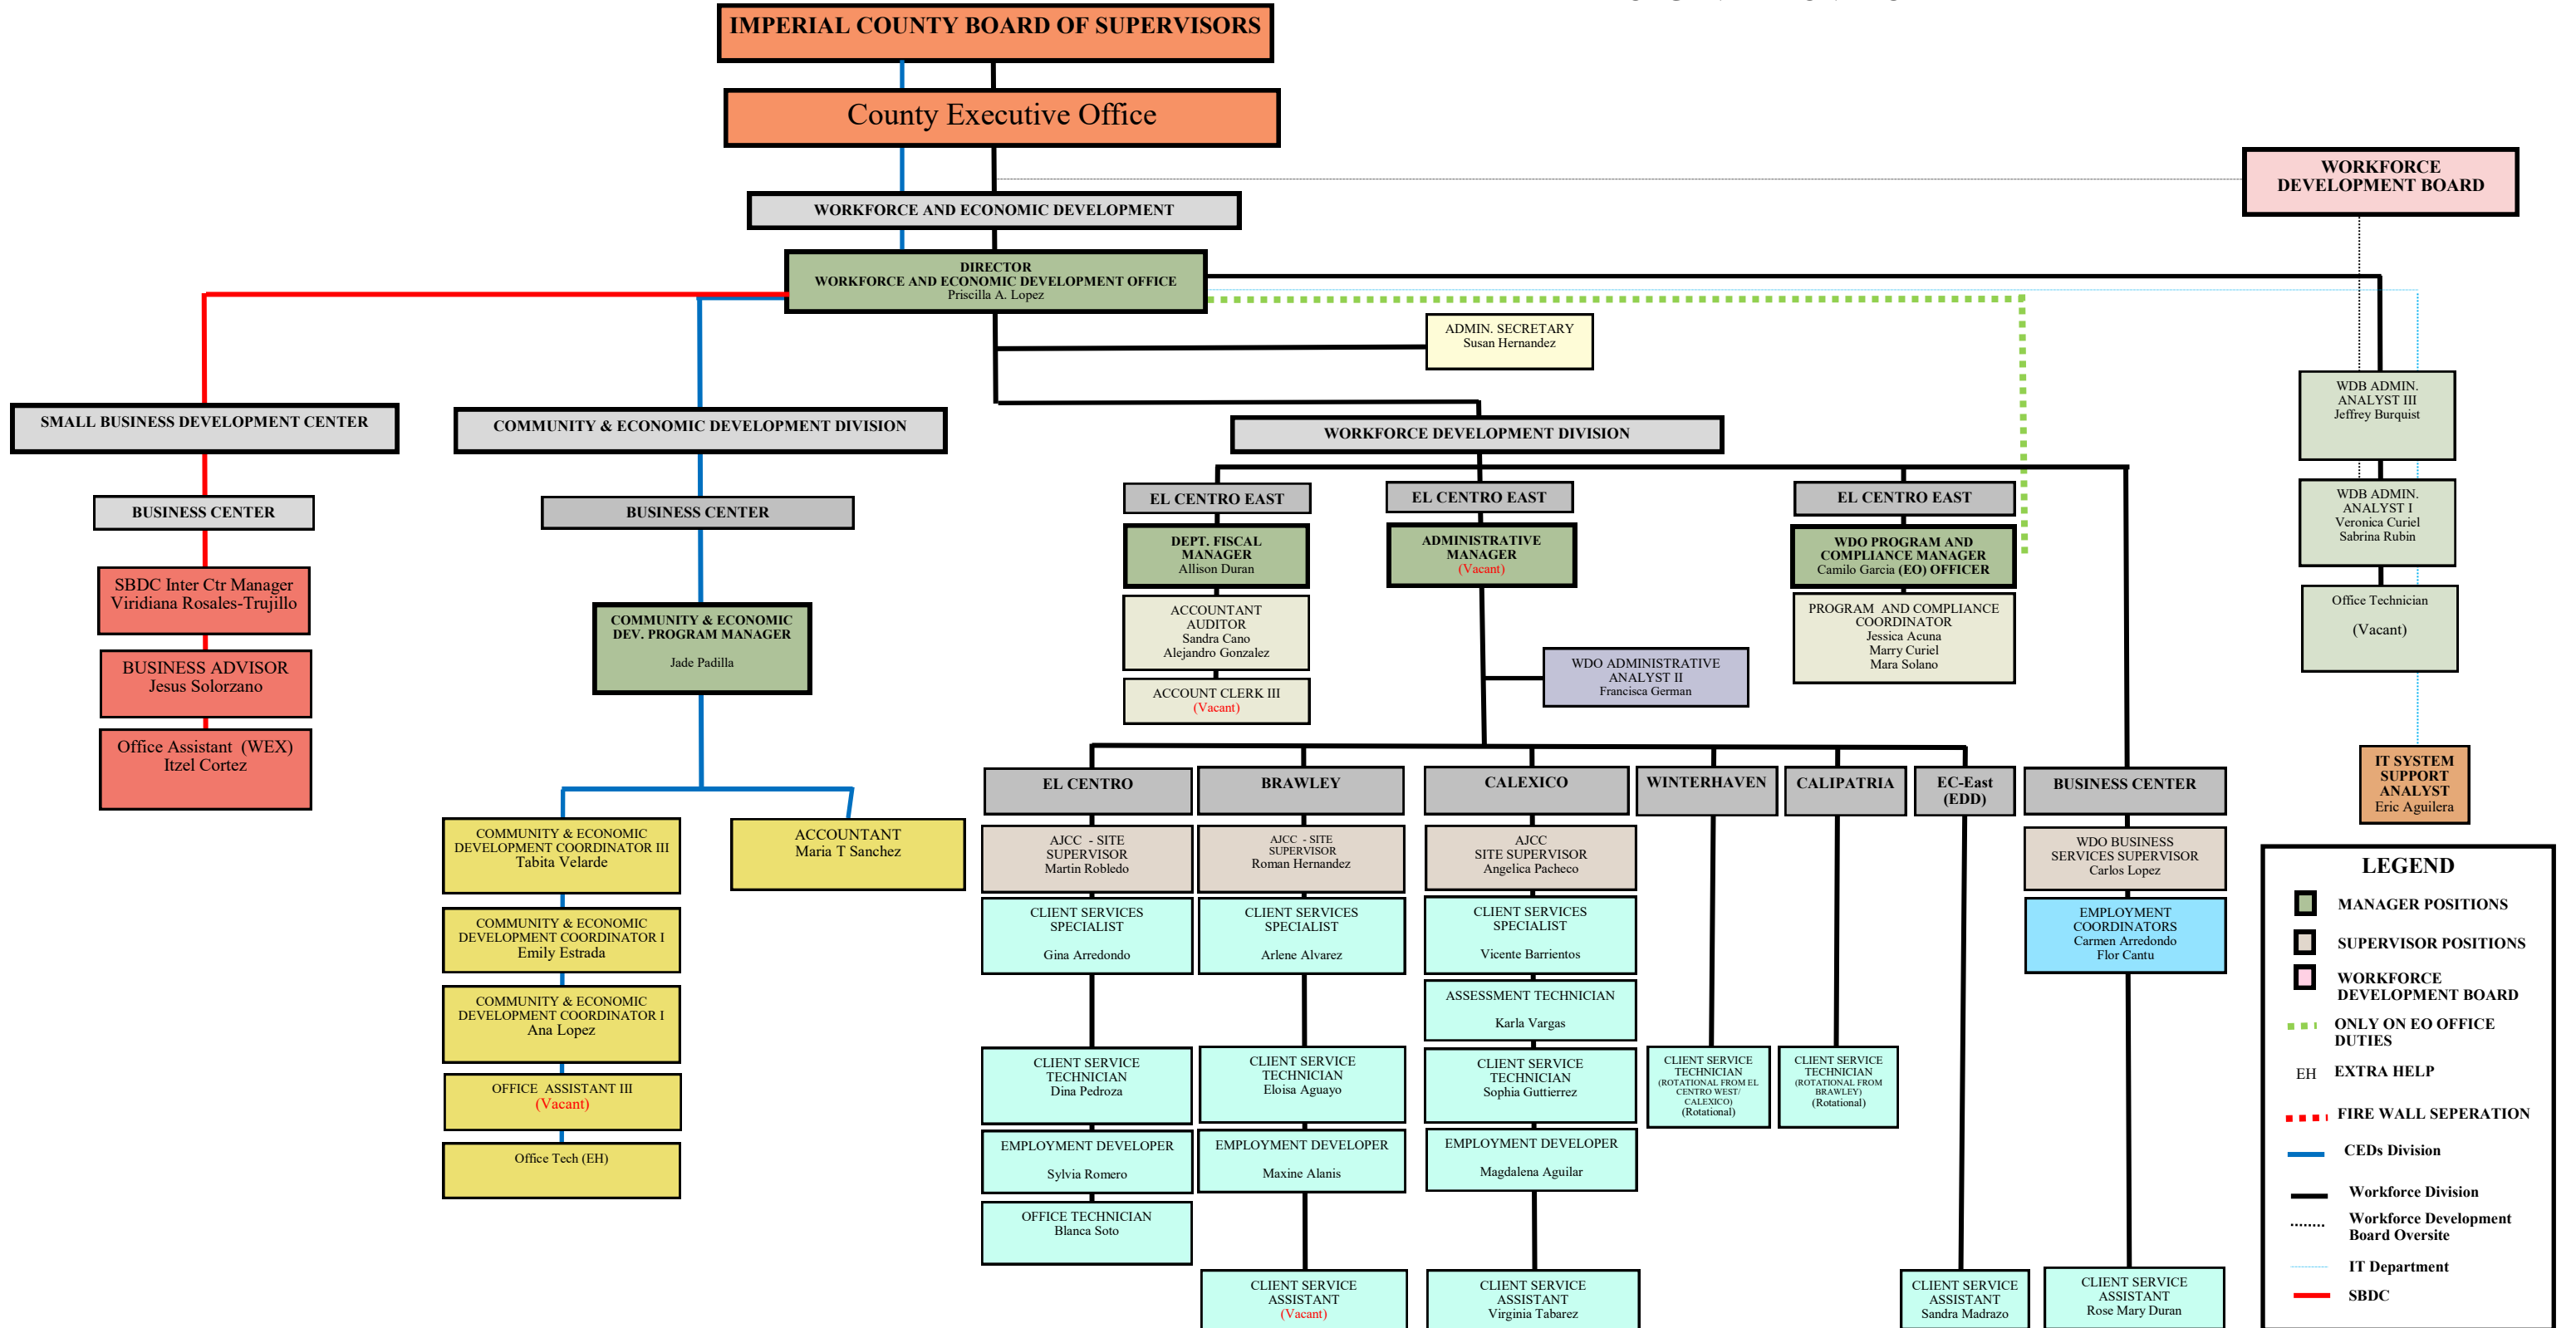 IMPERIAL COUNTY BOARD OF SUPERVISORS
County Executive Office
WORKFORCE
DEVELOPMENT BOARD
WORKFORCE AND ECONOMIC DEVELOPMENT
DIRECTOR
WORKFORCE AND ECONOMIC DEVELOPMENT OFFICE
Priscilla A. Lopez
ADMIN. SECRETARY
Susan Hernandez
SMALL BUSINESS DEVELOPMENT CENTER
BUSINESS CENTER
SBDC Inter Ctr Manager
Viridiana Rosales-Trujillo
BUSINESS ADVISOR
Jesus Solorzano
Office Assistant (WEX)
Itzel Cortez
COMMUNITY & ECONOMIC DEVELOPMENT DIVISION
BUSINESS CENTER
COMMUNITY & ECONOMIC
DEV. PROGRAM MANAGER
Jade Padilla
COMMUNITY & ECONOMIC
DEVELOPMENT COORDINATOR III
Tabita Velarde
COMMUNITY & ECONOMIC
DEVELOPMENT COORDINATOR I
Emily Estrada
COMMUNITY & ECONOMIC
DEVELOPMENT COORDINATOR I
Ana Lopez
OFFICE ASSISTANT III
(Vacant)
Office Tech (EH)
ACCOUNTANT
Maria T Sanchez
WORKFORCE DEVELOPMENT DIVISION
EL CENTRO EAST
DEPT. FISCAL
MANAGER
Allison Duran
ACCOUNTANT
AUDITOR
Sandra Cano
Alejandro Gonzalez
ACCOUNT CLERK III
(Vacant)
EL CENTRO EAST
ADMINISTRATIVE
MANAGER
(Vacant)
WDO ADMINISTRATIVE
ANALYST II
Francisca German
EL CENTRO EAST
WDO PROGRAM AND
COMPLIANCE MANAGER
Camilo Garcia (EO) OFFICER
PROGRAM AND COMPLIANCE
COORDINATOR
Jessica Acuna
Marry Curiel
Mara Solano
EL CENTRO
AJCC - SITE
SUPERVISOR
Martin Robledo
CLIENT SERVICES
SPECIALIST
Gina Arredondo
CLIENT SERVICE
TECHNICIAN
Dina Pedroza
EMPLOYMENT DEVELOPER
Sylvia Romero
OFFICE TECHNICIAN
Blanca Soto
BRAWLEY
AJCC - SITE
SUPERVISOR
Roman Hernandez
CLIENT SERVICES
SPECIALIST
Arlene Alvarez
CLIENT SERVICE
TECHNICIAN
Eloisa Aguayo
EMPLOYMENT DEVELOPER
Maxine Alanis
CLIENT SERVICE
ASSISTANT
(Vacant)
CALEXICO
AJCC
SITE SUPERVISOR
Angelica Pacheco
CLIENT SERVICES
SPECIALIST
Vicente Barrientos
ASSESSMENT TECHNICIAN
Karla Vargas
CLIENT SERVICE
TECHNICIAN
Sophia Guttierrez
EMPLOYMENT DEVELOPER
Magdalena Aguilar
CLIENT SERVICE
ASSISTANT
Virginia Tabarez
WINTERHAVEN
CLIENT SERVICE
TECHNICIAN
(ROTATIONAL FROM EL
CENTRO WEST/
CALEXICO)
(Rotational)
CALIPATRIA
CLIENT SERVICE
TECHNICIAN
(ROTATIONAL FROM
BRAWLEY)
(Rotational)
EC-East
(EDD)
CLIENT SERVICE
ASSISTANT
Sandra Madrazo
BUSINESS CENTER
WDO BUSINESS
SERVICES SUPERVISOR
Carlos Lopez
EMPLOYMENT
COORDINATORS
Carmen Arredondo
Flor Cantu
CLIENT SERVICE
ASSISTANT
Rose Mary Duran
WDB ADMIN.
ANALYST III
Jeffrey Burquist
WDB ADMIN.
ANALYST I
Veronica Curiel
Sabrina Rubin
Office Technician
(Vacant)
IT SYSTEM
SUPPORT
ANALYST
Eric Aguilera
LEGEND
MANAGER POSITIONS
SUPERVISOR POSITIONS
WORKFORCE
DEVELOPMENT BOARD
ONLY ON EO OFFICE
DUTIES
EH EXTRA HELP
FIRE WALL SEPERATION
CEDs Division
Workforce Division
Workforce Development
Board Oversite
IT Department
SBDC